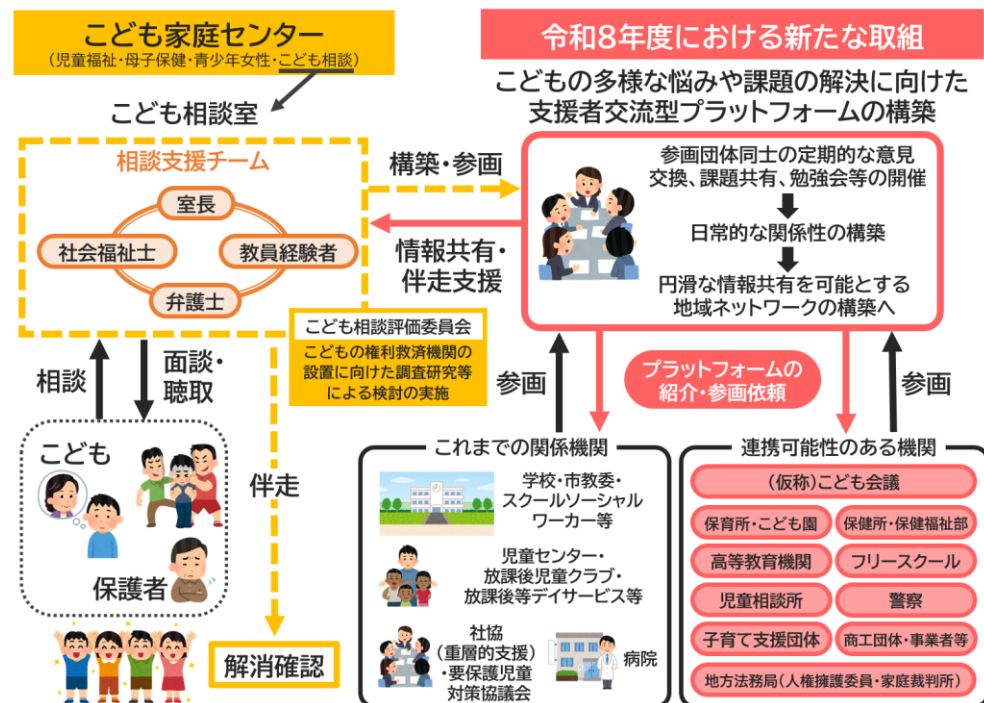 こども家庭センター
(児童福祉・母子保健・青少年女性・こども相談)
こども相談室
相談支援チーム
室長
社会福祉士
教員経験者
弁護士
構築・参画
情報共有・
伴走支援
こども相談評価委員会
こどもの権利救済機関の
設置に向けた調査研究等
による検討の実施
相談
面談・
聴取
こども
保護者
伴走
解消確認
令和8年度における新たな取組
こどもの多様な悩みや課題の解決に向けた
支援者交流型プラットフォームの構築
参画団体同士の定期的な意見
交換、課題共有、勉強会等の開催
日常的な関係性の構築
円滑な情報共有を可能とする
地域ネットワークの構築へ
参画
プラットフォームの
紹介・参画依頼
参画
これまでの関係機関
学校・市教委・
スクールソーシャル
ワーカー等
児童センター・
放課後児童クラブ・
放課後等デイサービス等
社協
(重層的支援)
・要保護児童
対策協議会
病院
連携可能性のある機関
(仮称)こども会議
保育所・こども園
保健所・保健福祉部
高等教育機関
フリースクール
児童相談所
警察
子育て支援団体
商工団体・事業者等
地方法務局(人権擁護委員・家庭裁判所)